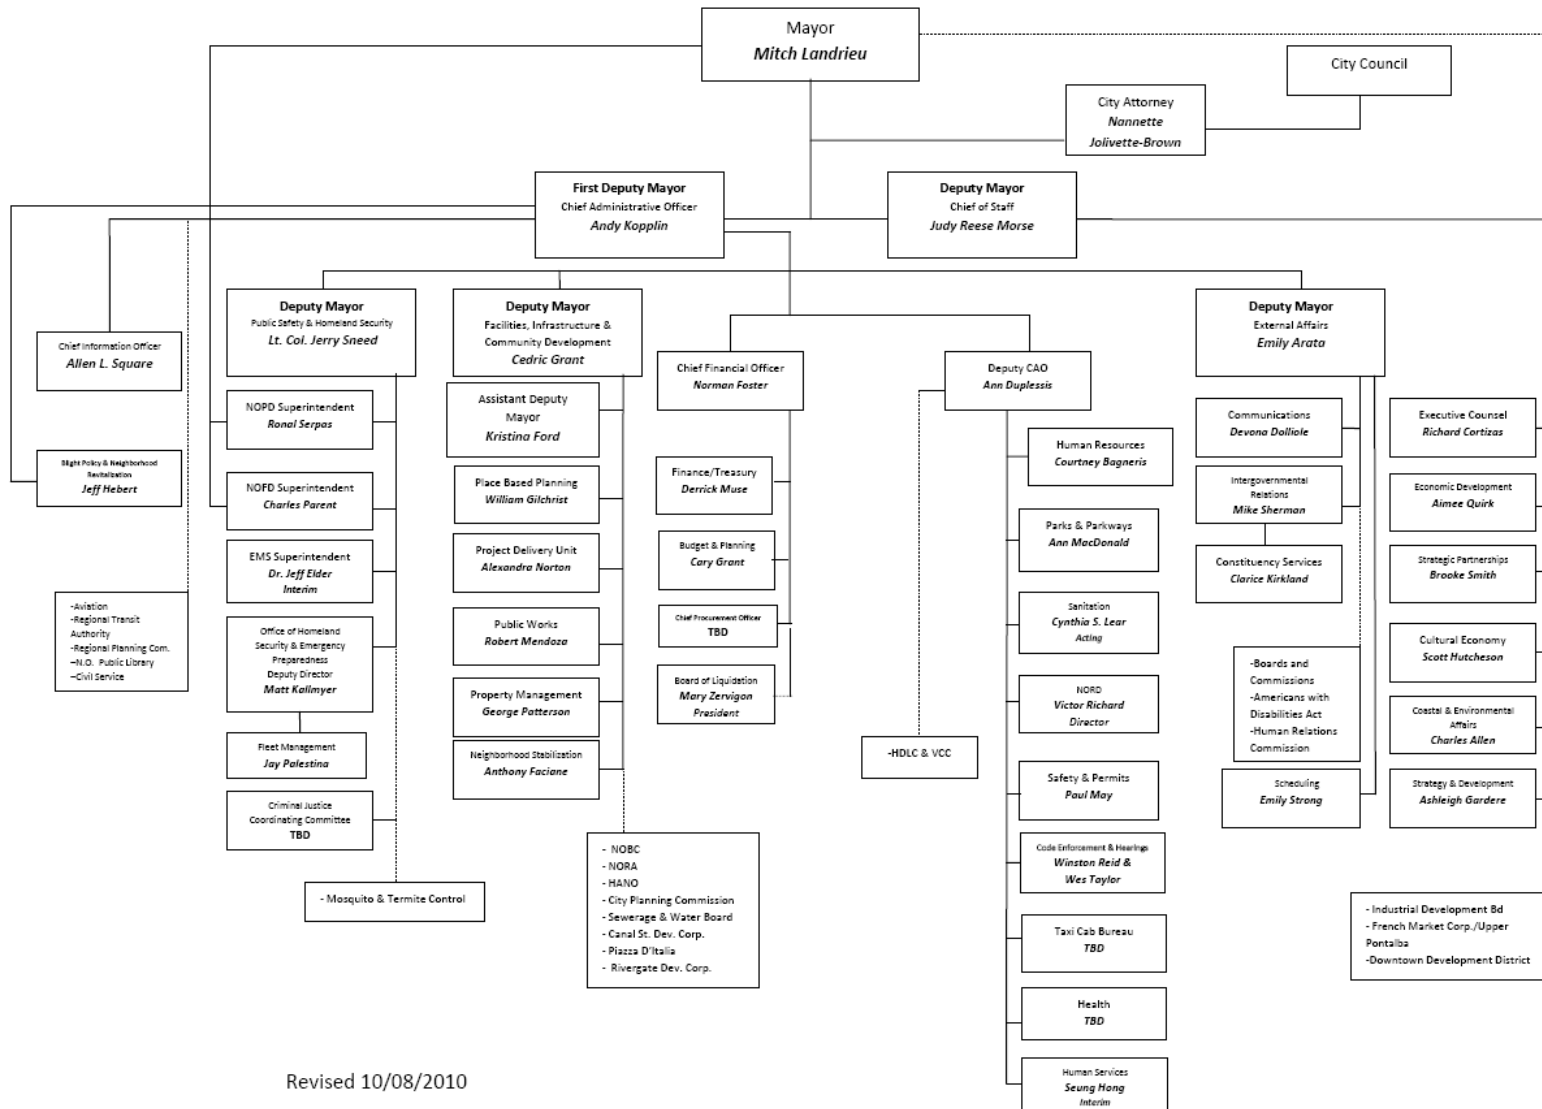 Mayor
Mitch Landrieu
City Council
City Attorney
Nannette
Jolivette-Brown
First Deputy Mayor
Chief Administrative Officer
Andy Kopplin
Deputy Mayor
Chief of Staff
Judy Reese Morse
Chief Information Officer
Allen L. Square
Blight Policy & Neighborhood
Revitalization
Jeff Hebert
-Aviation
-Regional Transit
Authority
-Regional Planning Com.
–N.O. Public Library
–Civil Service
Deputy Mayor
Public Safety & Homeland Security
Lt. Col. Jerry Sneed
NOPD Superintendent
Ronal Serpas
NOFD Superintendent
Charles Parent
EMS Superintendent
Dr. Jeff Elder
Interim
Office of Homeland
Security & Emergency
Preparedness
Deputy Director
Matt Kallmyer
Fleet Management
Jay Palestina
Criminal Justice
Coordinating Committee
TBD
- Mosquito & Termite Control
Deputy Mayor
Facilities, Infrastructure &
Community Development
Cedric Grant
Assistant Deputy
Mayor
Kristina Ford
Place Based Planning
William Gilchrist
Project Delivery Unit
Alexandra Norton
Public Works
Robert Mendoza
Property Management
George Patterson
Neighborhood Stabilization
Anthony Faciane
- NOBC
- NORA
- HANO
- City Planning Commission
- Sewerage & Water Board
- Canal St. Dev. Corp.
- Piazza D'Italia
- Rivergate Dev. Corp.
Chief Financial Officer
Norman Foster
Finance/Treasury
Derrick Muse
Budget & Planning
Cary Grant
Chief Procurement Officer
TBD
Board of Liquidation
Mary Zervigon
President
Deputy CAO
Ann Duplessis
-HDLC & VCC
Human Resources
Courtney Bagneris
Parks & Parkways
Ann MacDonald
Sanitation
Cynthia S. Lear
Acting
NORD
Victor Richard
Director
Safety & Permits
Paul May
Code Enforcement & Hearings
Winston Reid &
Wes Taylor
Taxi Cab Bureau
TBD
Health
TBD
Human Services
Seung Hong
Interim
Deputy Mayor
External Affairs
Emily Arata
Communications
Devona Dolliole
Intergovernmental
Relations
Mike Sherman
Constituency Services
Clarice Kirkland
-Boards and
Commissions
-Americans with
Disabilities Act
-Human Relations
Commission
Scheduling
Emily Strong
Executive Counsel
Richard Cortizas
Economic Development
Aimee Quirk
Strategic Partnerships
Brooke Smith
Cultural Economy
Scott Hutcheson
Coastal & Environmental
Affairs
Charles Allen
Strategy & Development
Ashleigh Gardere
- Industrial Development Bd
- French Market Corp./Upper
Pontalba
-Downtown Development District
Revised 10/08/2010